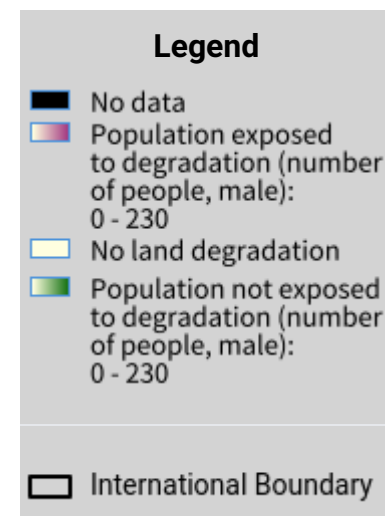 Legend
No data
Population exposed
to degradation (number
of people, male):
0 - 230
No land degradation
Population not exposed
to degradation (number
of people, male):
0 - 230
International Boundary